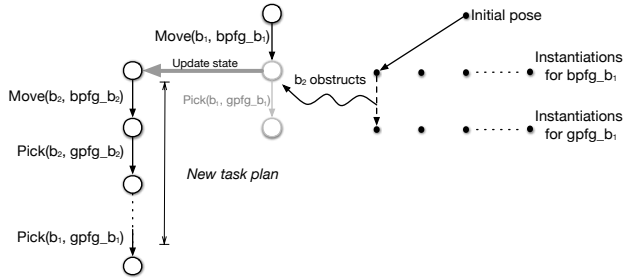 Initial pose
Move(b₁, bpfg_b₁)
Update state
Instantiations
for bpfg_b₁
b₂ obstructs
Move(b₂, bpfg_b₂)
Pick(b₁, gpfg_b₁)
Instantiations
for gpfg_b₁
Pick(b₂, gpfg_b₂)
New task plan
Pick(b₁, gpfg_b₁)